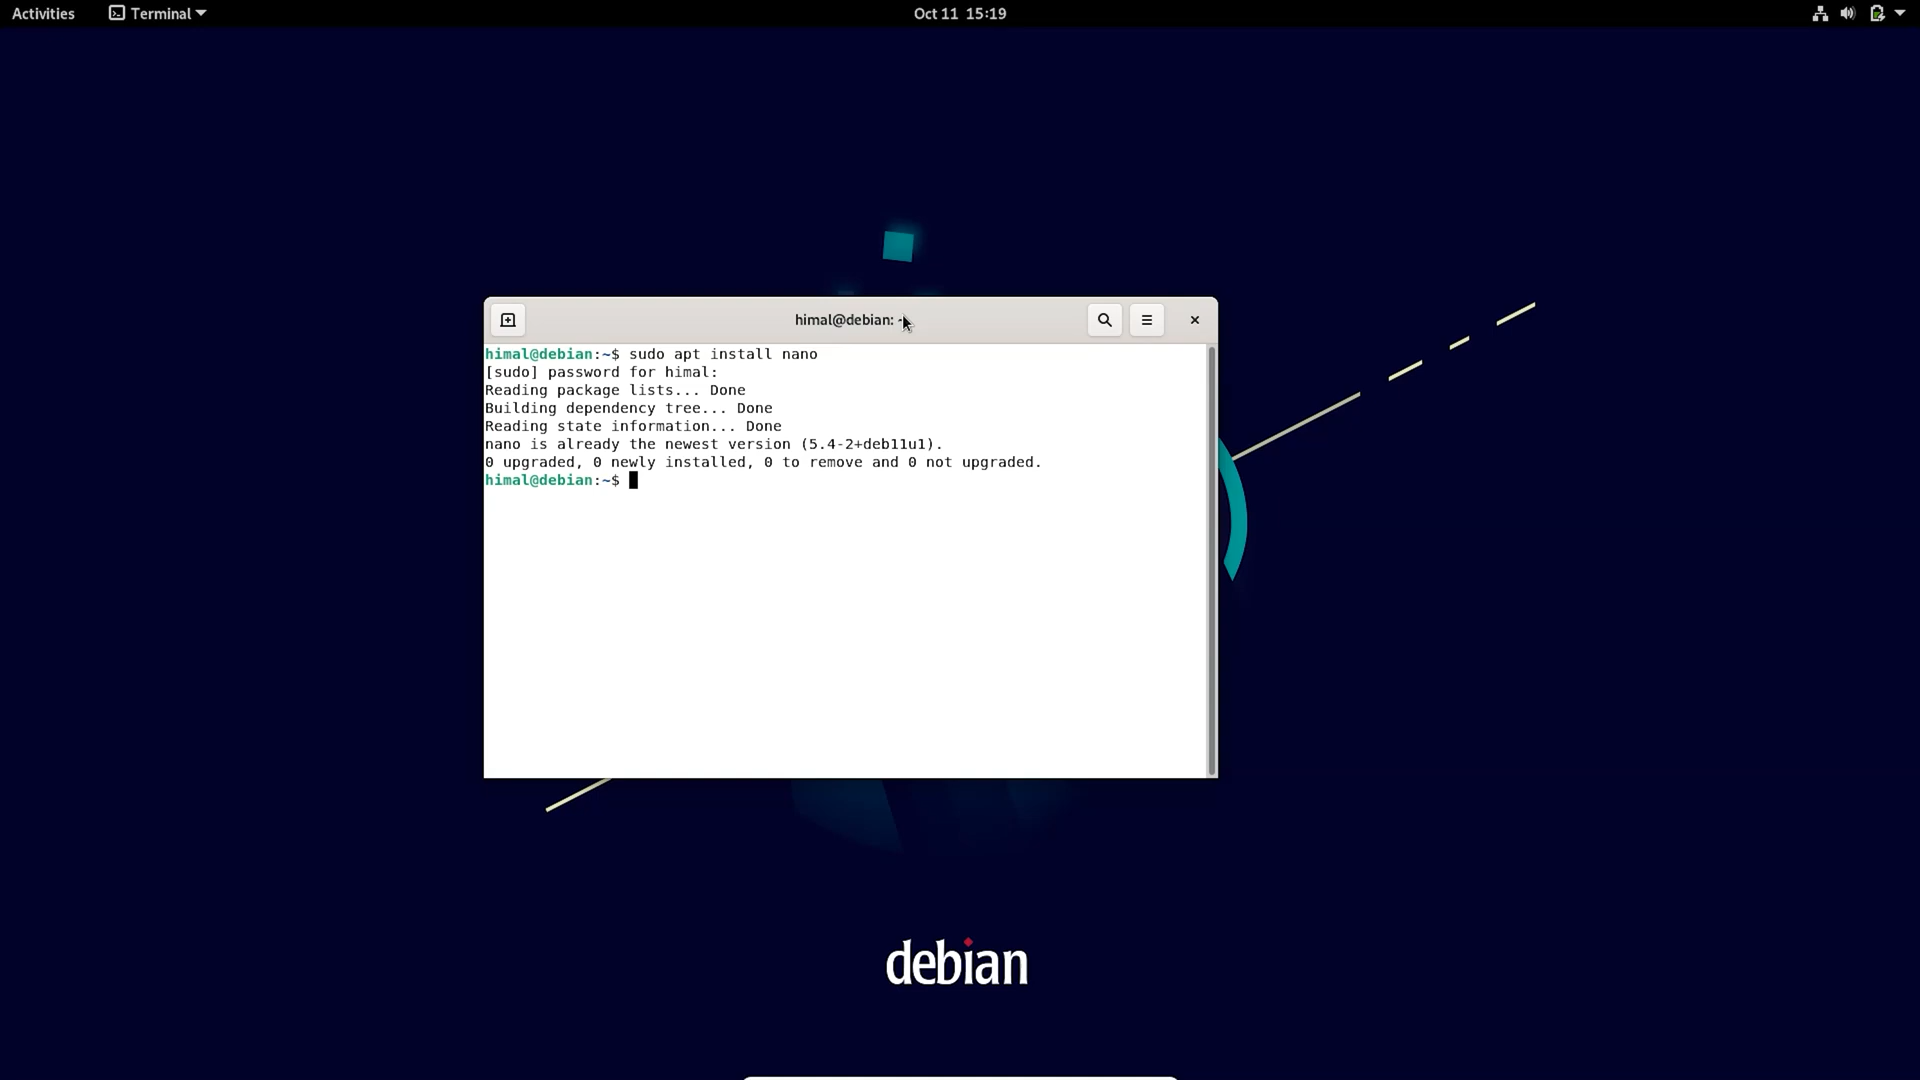 Activities
Terminal
Oct 11 15:19
himal@debian: ~
himal@debian:~$ sudo apt install nano
[sudo] password for himal:
Reading package lists... Done
Building dependency tree... Done
Reading state information... Done
nano is already the newest version (5.4-2+deb11u1).
0 upgraded, 0 newly installed, 0 to remove and 0 not upgraded.
himal@debian:~$
debian